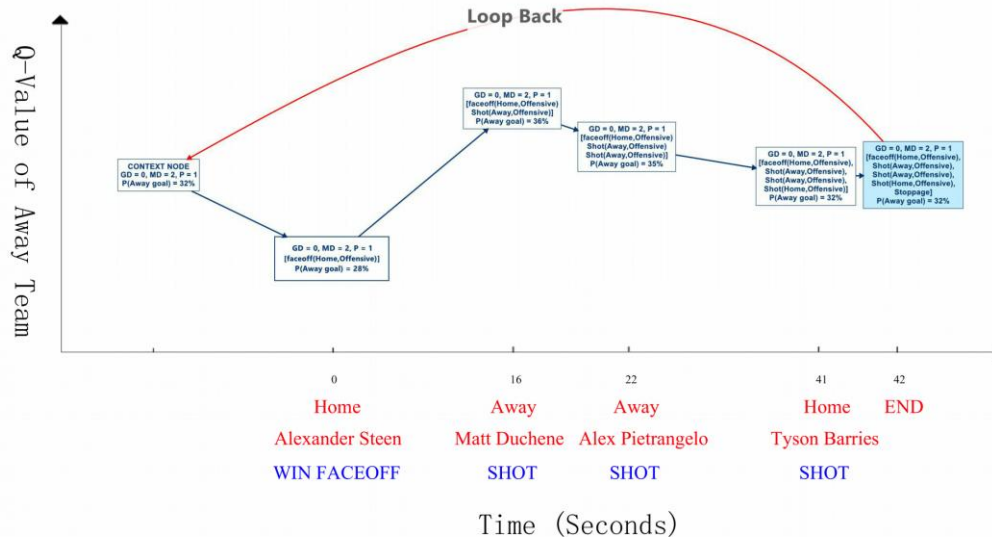 Loop Back
Q-Value of Away Team
CONTEXT NODE
GD = 0, MD = 2, P = 1
P(Away goal) = 32%
GD = 0, MD = 2, P = 1
[faceoff(Home,Offensive)]
P(Away goal) = 28%
GD = 0, MD = 2, P = 1
[faceoff(Home,Offensive)
Shot(Away,Offensive)]
P(Away goal) = 36%
GD = 0, MD = 2, P = 1
[faceoff(Home,Offensive)
Shot(Away,Offensive)
Shot(Away,Offensive)]
P(Away goal) = 35%
GD = 0, MD = 2, P = 1
[faceoff(Home,Offensive),
Shot(Away,Offensive),
Shot(Away,Offensive),
Shot(Home,Offensive)]
P(Away goal) = 32%
GD = 0, MD = 2, P = 1
[faceoff(Home,Offensive),
Shot(Away,Offensive),
Shot(Away,Offensive),
Shot(Home,Offensive),
Stoppage]
P(Away goal) = 32%
0
Home
Alexander Steen
WIN FACEOFF
16
Away
Matt Duchene
SHOT
22
Away
Alex Pietrangelo
SHOT
41
Home
Tyson Barries
SHOT
42
END
Time (Seconds)